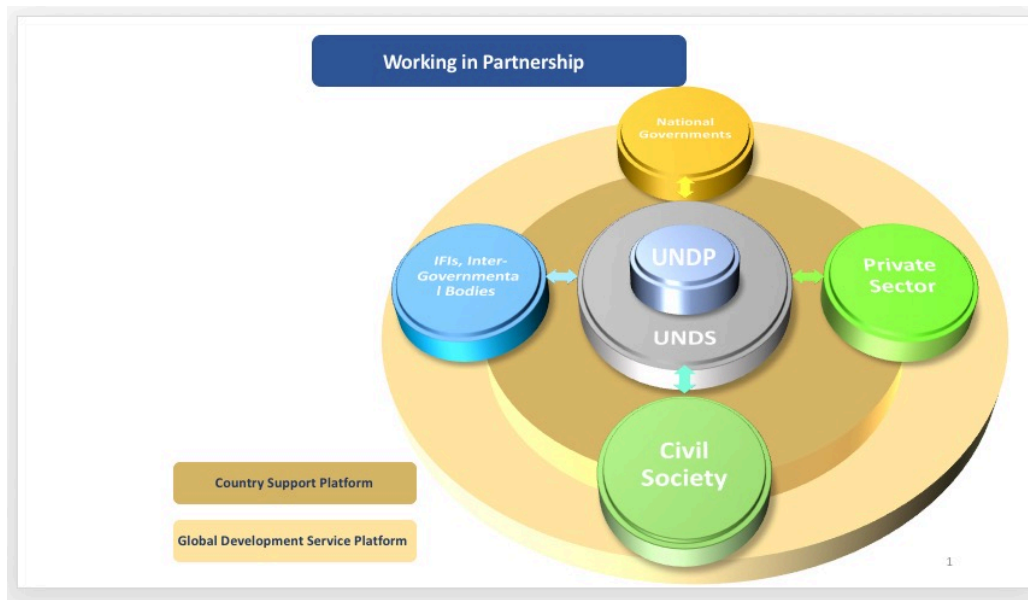 Working in Partnership
National
Governments
IFIs, Inter-
Governmenta
l Bodies
UNDP
UNDS
Private
Sector
Civil
Society
Country Support Platform
Global Development Service Platform
1